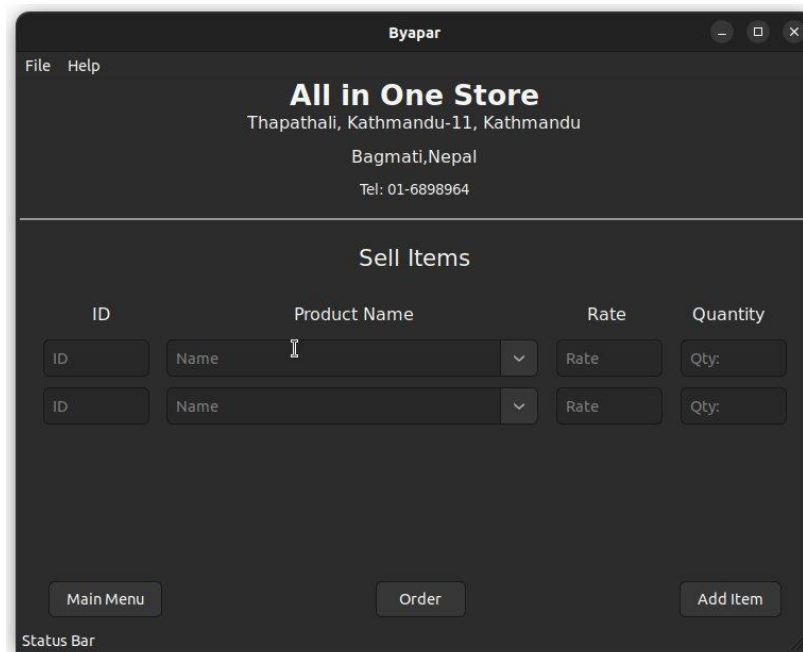 Byapar
File Help
All in One Store
Thapathali, Kathmandu-11, Kathmandu
Bagmati,Nepal
Tel: 01-6898964
Sell Items
ID Product Name Rate Quantity
ID Name Rate Qty:
ID Name Rate Qty:
Main Menu Order Add Item
Status Bar